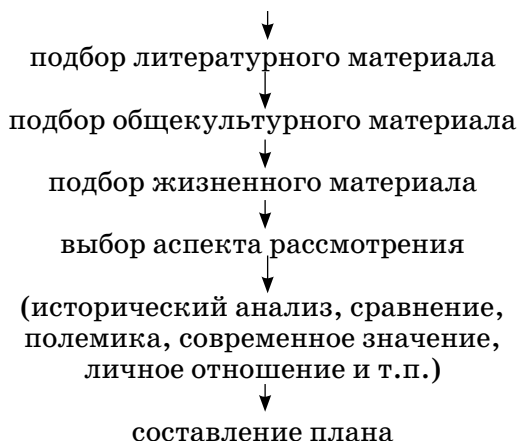 подбор литературного материала
подбор общекультурного материала
подбор жизненного материала
выбор аспекта рассмотрения
(исторический анализ, сравнение,
полемика, современное значение,
личное отношение и т.п.)
составление плана